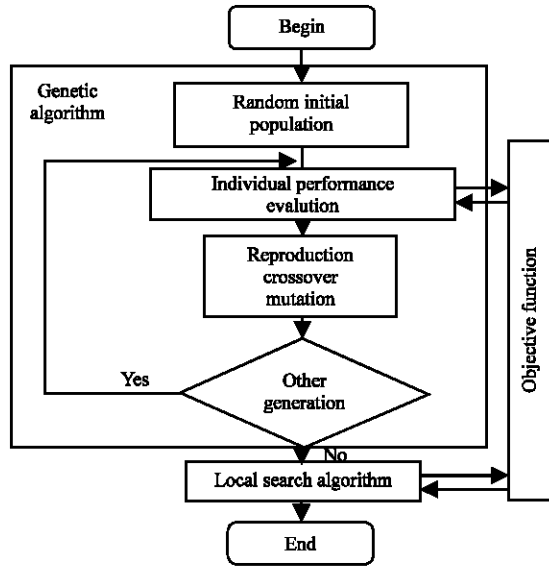 Begin
Genetic
algorithm
Random initial
population
Individual performance
evalution
Reproduction
crossover
mutation
Yes
Other
generation
No
Local search algorithm
End
Objective function